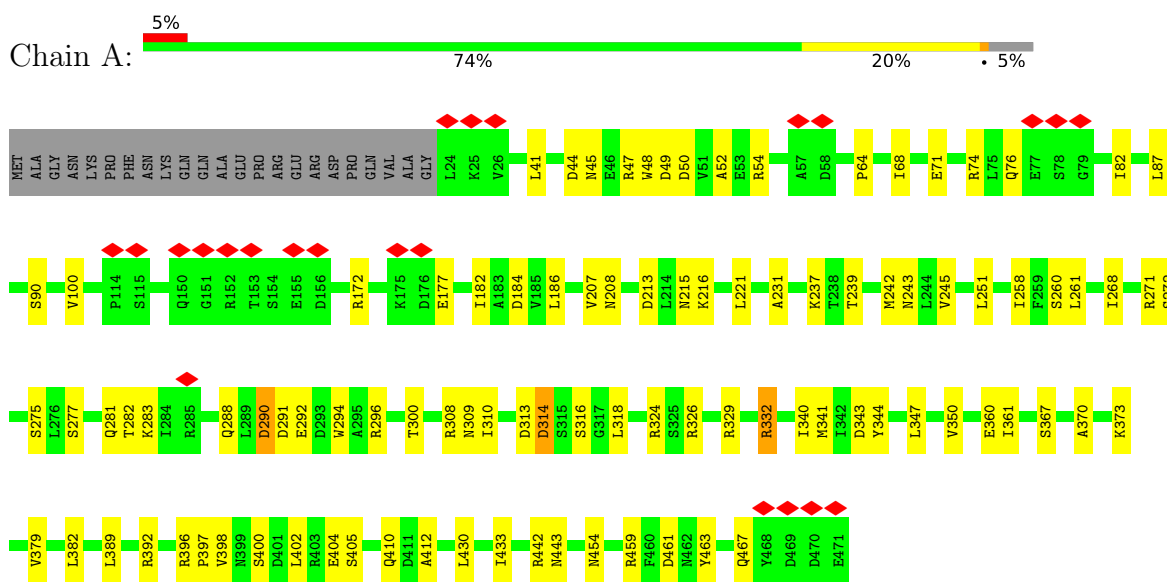 5%
Chain A:
74% 20% • 5%
MET ALA GLY ASN LYS PRO PHE ASN LYS GLN GLN ALA GLU PRO ARG GLU ARG ASP PRO GLN VAL ALA GLY L24 K25 V26 L41 D44 N45 E46 R47 W48 D49 D50 V51 A52 E53 R54 A57 D58 P64 I68 E71 R74 L75 Q76 E77 S78 G79 I82 L87
S90 V100 P114 S115 Q150 G151 R152 T153 S154 E155 D156 R172 K175 D176 E177 I182 A183 D184 V185 L186 V207 N208 D213 L214 N215 K216 L221 A231 K237 T238 T239 M242 N243 L244 V245 L251 I258 F259 S260 L261 I268 R271
S275 L276 S277 Q281 T282 K283 I284 R285 Q288 L289 D290 D291 E292 D293 W294 A295 R296 T300 R308 N309 I310 D313 D314 S315 S316 G317 L318 R324 S325 R326 R329 R332 I340 M341 I342 D343 Y344 L347 V350 E360 I361 S367 A370 K373
V379 L382 L389 R392 R396 P397 V398 N399 S400 D401 L402 R403 E404 S405 Q410 D411 A412 L430 I433 R442 N443 N454 R459 F460 D461 N462 Y463 Q467 Y468 D469 D470 E471